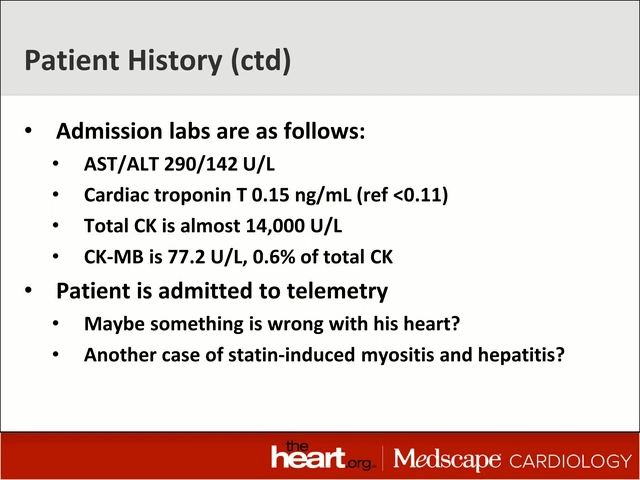 Patient History (ctd)
• Admission labs are as follows:
• AST/ALT 290/142 U/L
• Cardiac troponin T 0.15 ng/mL (ref <0.11)
• Total CK is almost 14,000 U/L
• CK-MB is 77.2 U/L, 0.6% of total CK
• Patient is admitted to telemetry
• Maybe something is wrong with his heart?
• Another case of statin-induced myositis and hepatitis?
the
heart.org | Medscape CARDIOLOGY